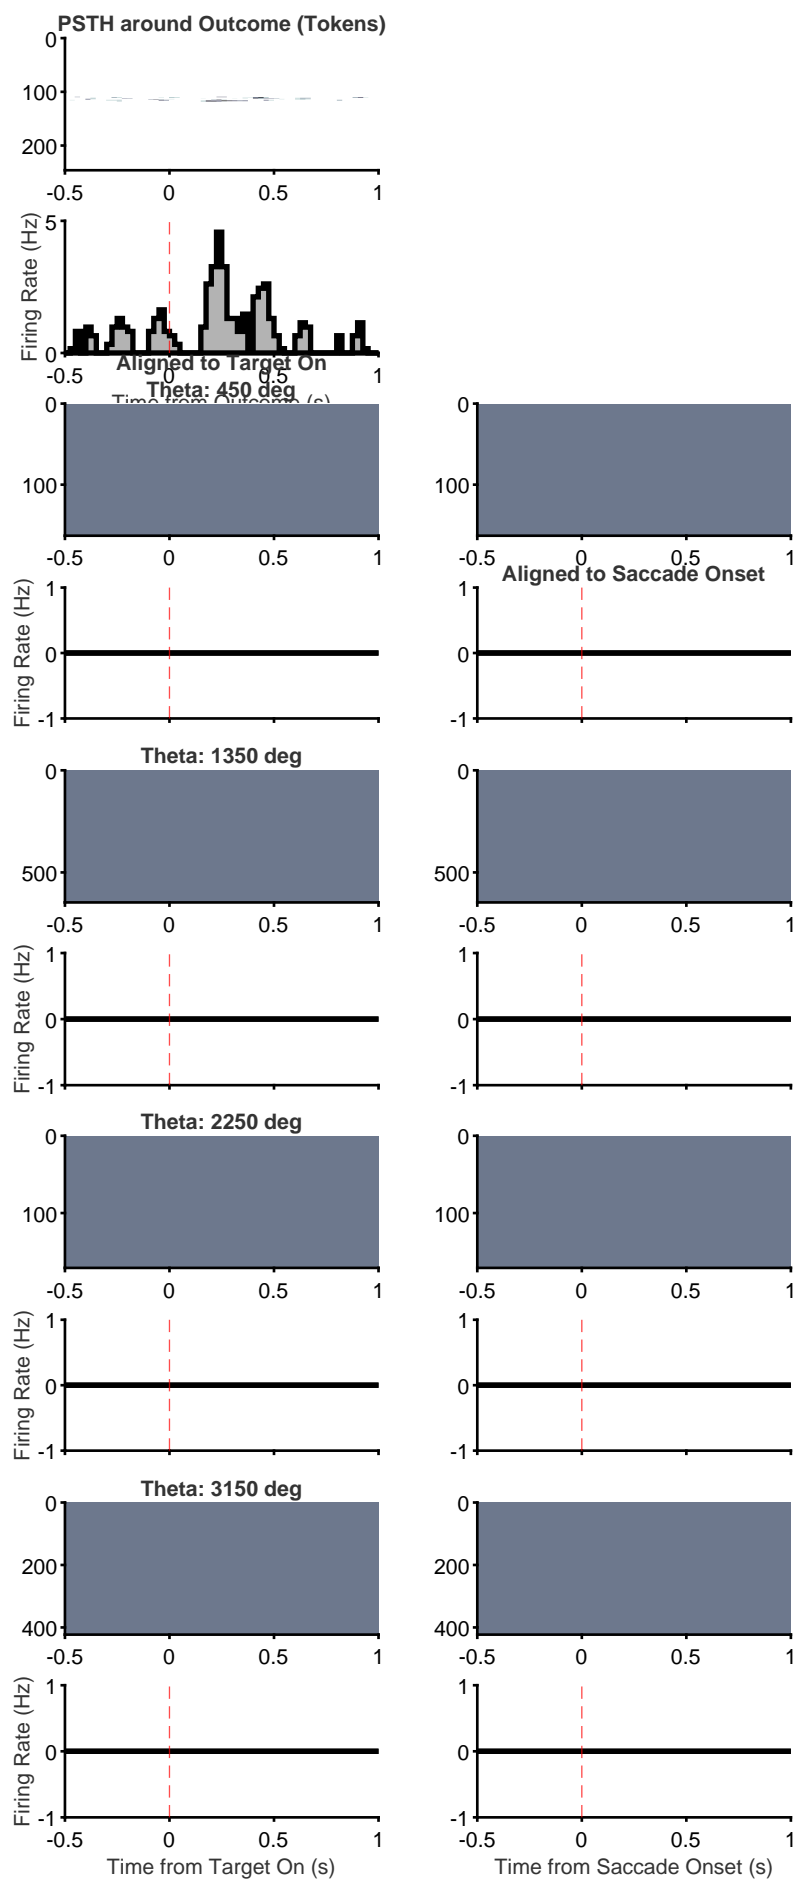 PSTH around Outcome (Tokens)
0
100
200
-0.5 0 0.5 1
Firing Rate (Hz)
5
0
-0.5 0 0.5 1
Time from Outcome (s)
Aligned to Target On
Theta: 450 deg
0
100
-0.5 0 0.5 1
0
100
-0.5 0 0.5 1
Firing Rate (Hz)
1
0
-1
Aligned to Saccade Onset
1
0
-1
Theta: 1350 deg
0
500
-0.5 0 0.5 1
0
500
-0.5 0 0.5 1
Firing Rate (Hz)
1
0
-1
1
0
-1
Theta: 2250 deg
0
100
-0.5 0 0.5 1
0
100
-0.5 0 0.5 1
Firing Rate (Hz)
1
0
-1
1
0
-1
Theta: 3150 deg
0
200
400
-0.5 0 0.5 1
0
200
400
-0.5 0 0.5 1
Firing Rate (Hz)
1
0
-1
-0.5 0 0.5 1
Time from Target On (s)
1
0
-1
-0.5 0 0.5 1
Time from Saccade Onset (s)